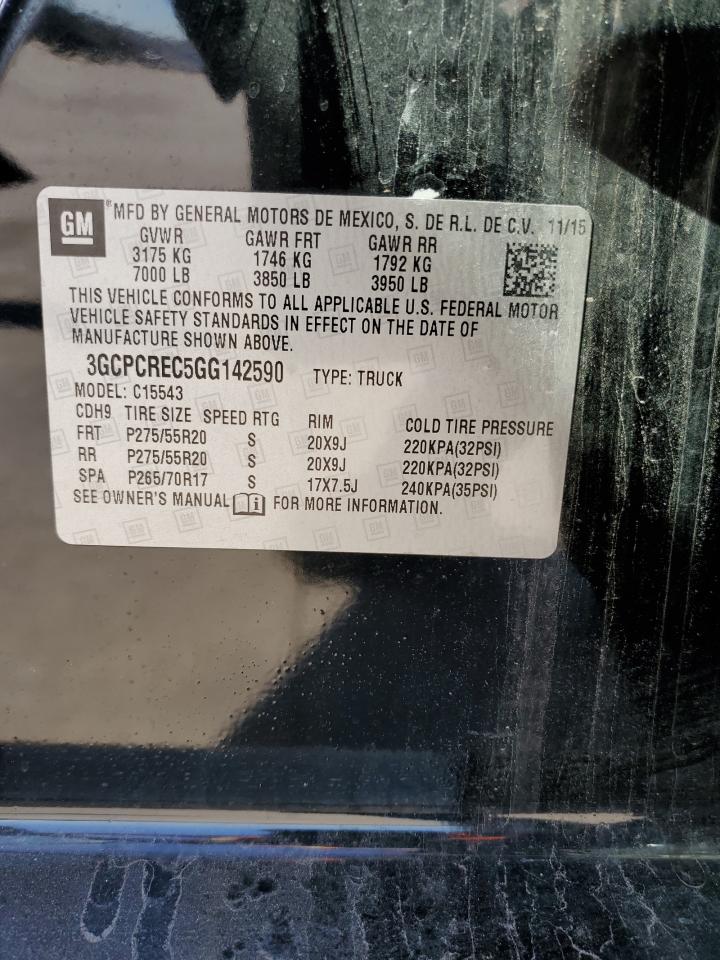 GM ®MFD BY GENERAL MOTORS DE MEXICO, S. DE R.L. DE C.V. 11/15
GVWR GAWR FRT GAWR RR
3175 KG 1746 KG 1792 KG
7000 LB 3850 LB 3950 LB
THIS VEHICLE CONFORMS TO ALL APPLICABLE U.S. FEDERAL MOTOR
VEHICLE SAFETY STANDARDS IN EFFECT ON THE DATE OF
MANUFACTURE SHOWN ABOVE.
3GCPCREC5GG142590 TYPE: TRUCK
MODEL: C15543
CDH9 TIRE SIZE SPEED RTG RIM COLD TIRE PRESSURE
FRT P275/55R20 S 20X9J 220KPA(32PSI)
RR P275/55R20 S 20X9J 220KPA(32PSI)
SPA P265/70R17 S 17X7.5J 240KPA(35PSI)
SEE OWNER'S MANUAL i FOR MORE INFORMATION.